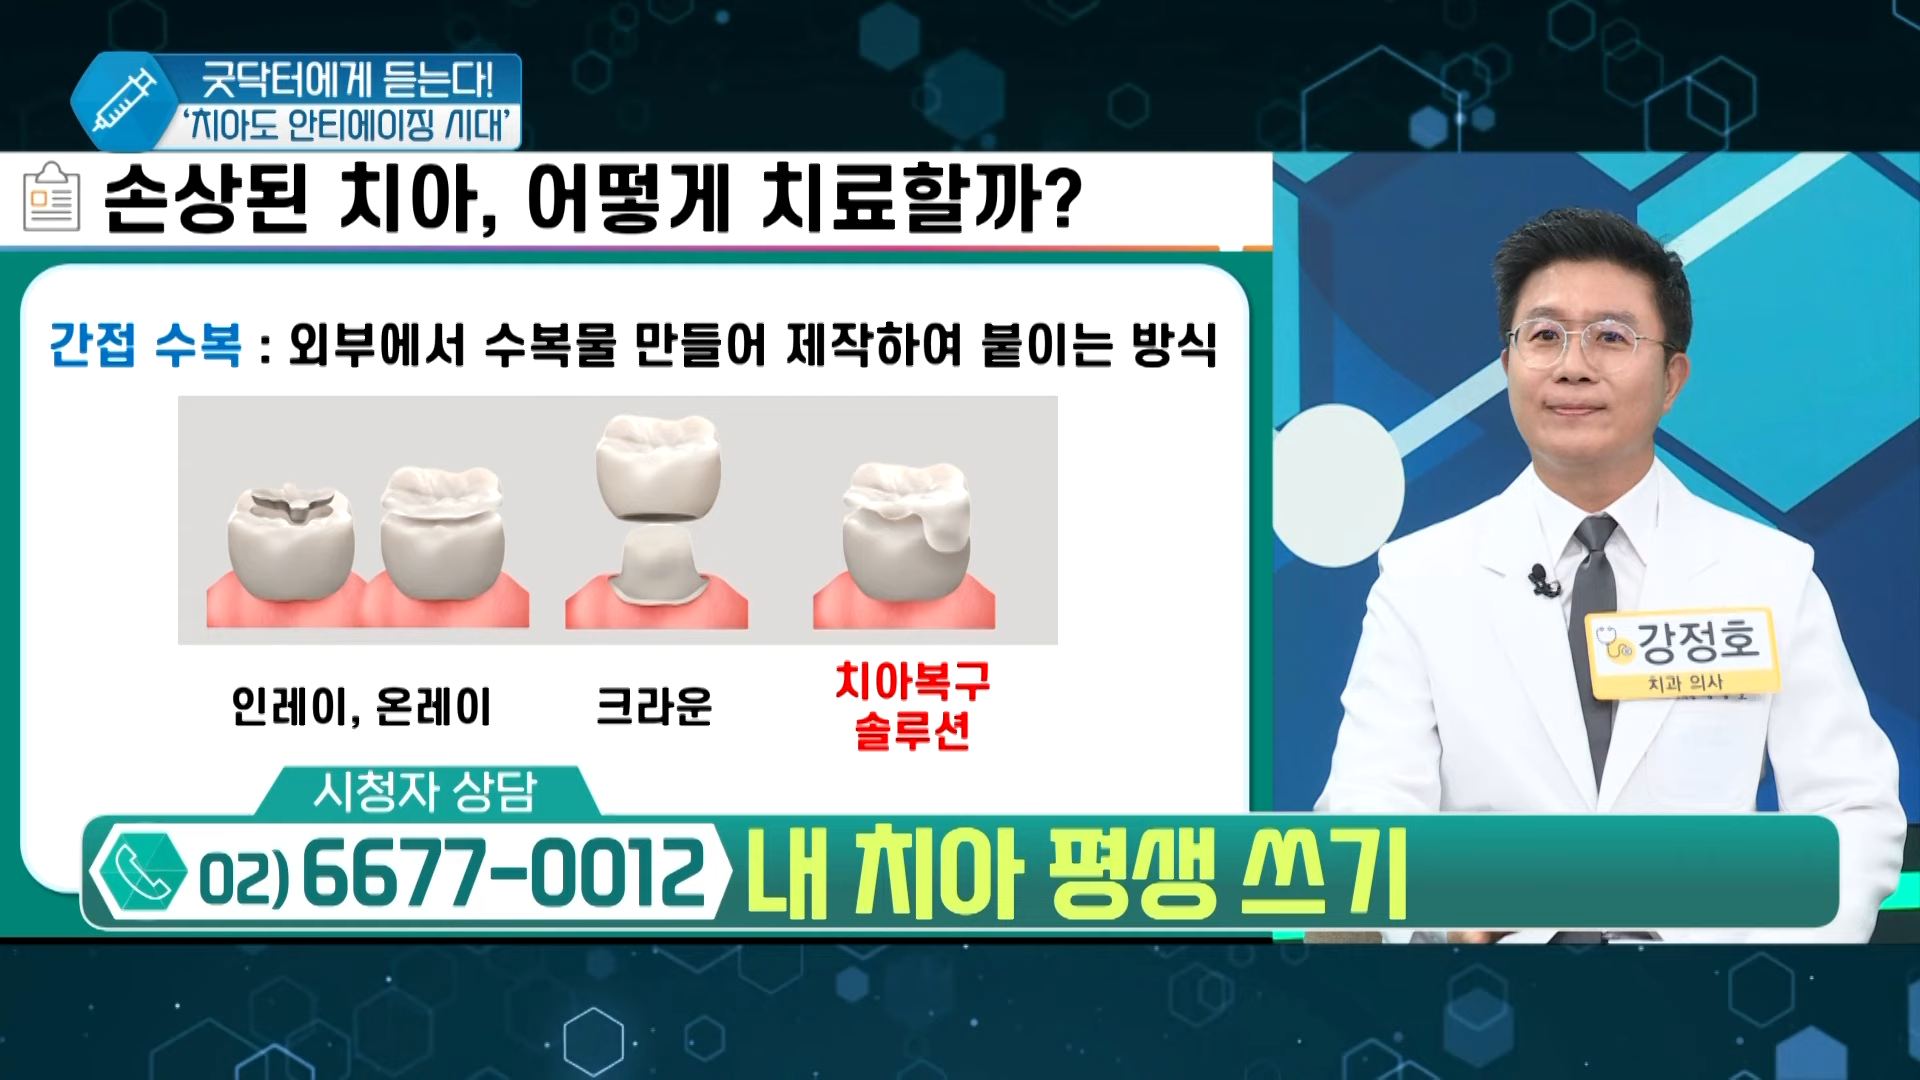 굿닥터에게 듣는다!
'치아도 안티에이징 시대'
손상된 치아, 어떻게 치료할까?
간접 수복 : 외부에서 수복물 만들어 제작하여 붙이는 방식
인레이, 온레이
크라운
치아복구
솔루션
강정호
치과 의사
시청자 상담
02) 6677-0012
내 치아 평생 쓰기